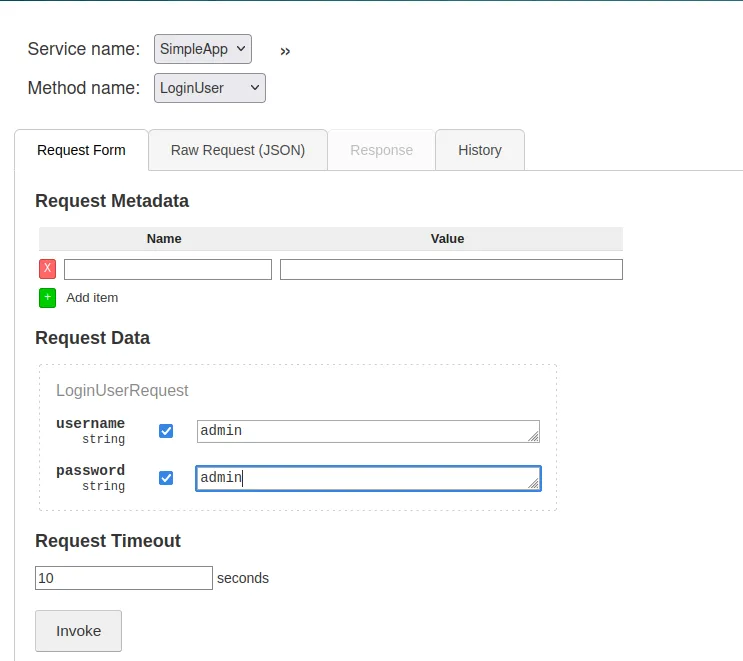 Service name: SimpleApp »
Method name: LoginUser
Request Form Raw Request (JSON) Response History
Request Metadata
Name Value
X
+ Add item
Request Data
LoginUserRequest
username admin
string
password admin
string
Request Timeout
10 seconds
Invoke